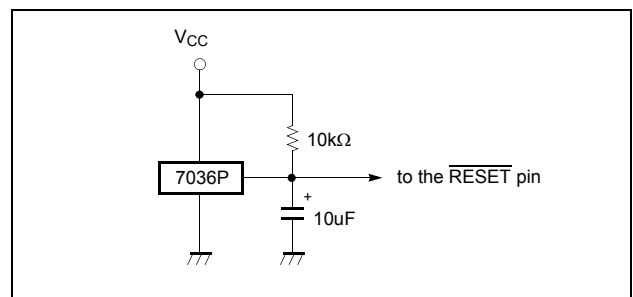 VCC
10kΩ
7036P
to the RESET pin
+
10uF